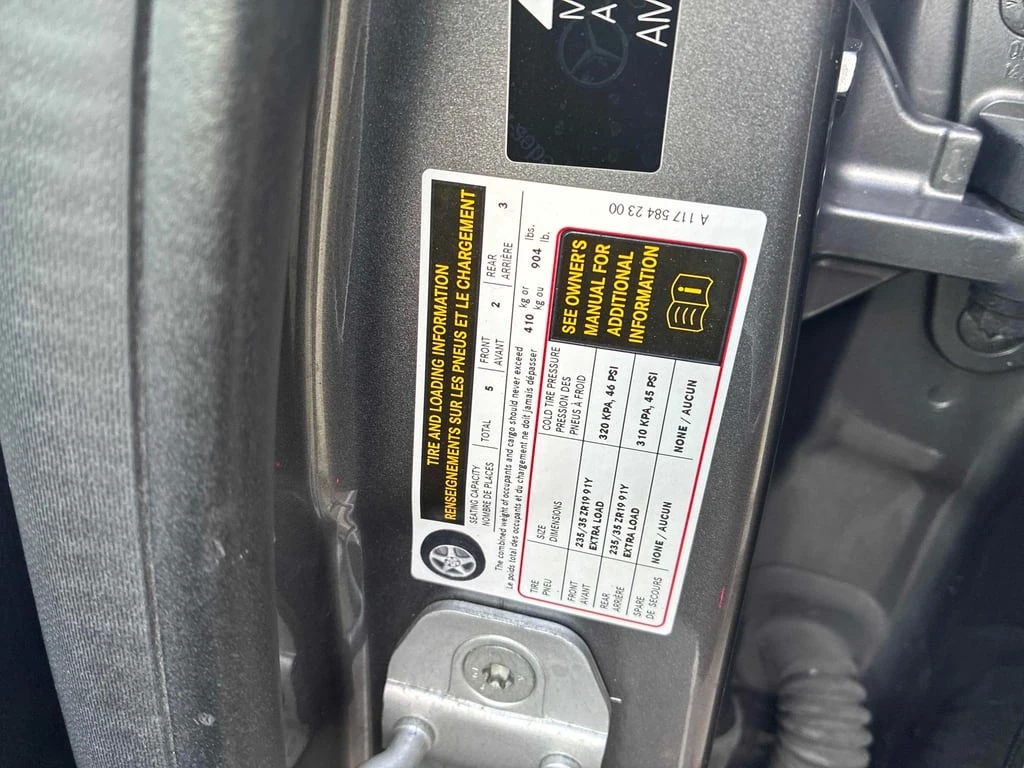 M
A
AM
TIRE AND LOADING INFORMATION
RENSEIGNEMENTS SUR LES PNEUS ET LE CHARGEMENT
SEATING CAPACITY TOTAL 5 FRONT 2 REAR 3
NOMBRE DE PLACES AVANT ARRIÈRE
The combined weight of occupants and cargo should never exceed 410 kg or 904 lbs.
Le poids total des occupants et du chargement ne doit jamais dépasser kg ou lb.
TIRE SIZE COLD TIRE PRESSURE
PNEU DIMENSIONS PRESSION DES
PNEUS À FROID
FRONT 235/35 ZR19 91Y 320 KPA, 46 PSI
AVANT EXTRA LOAD
REAR 235/35 ZR19 91Y 310 KPA, 45 PSI
ARRIÈRE EXTRA LOAD
SPARE NONE / AUCUN NONE / AUCUN
DE SECOURS
SEE OWNER'S
MANUAL FOR
ADDITIONAL
INFORMATION
A 117 584 23 00